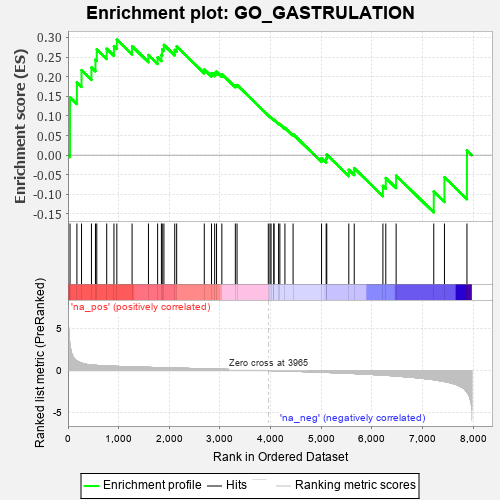 Enrichment plot: GO_GASTRULATION
Enrichment score (ES)
0.30
0.25
0.20
0.15
0.10
0.05
0.00
-0.05
-0.10
-0.15
'na_pos' (positively correlated)
Ranked list metric (PreRanked)
5
0
-5
Zero cross at 3965
'na_neg' (negatively correlated)
0
1,000
2,000
3,000
4,000
5,000
6,000
7,000
8,000
Rank in Ordered Dataset
Enrichment profile
Hits
Ranking metric scores